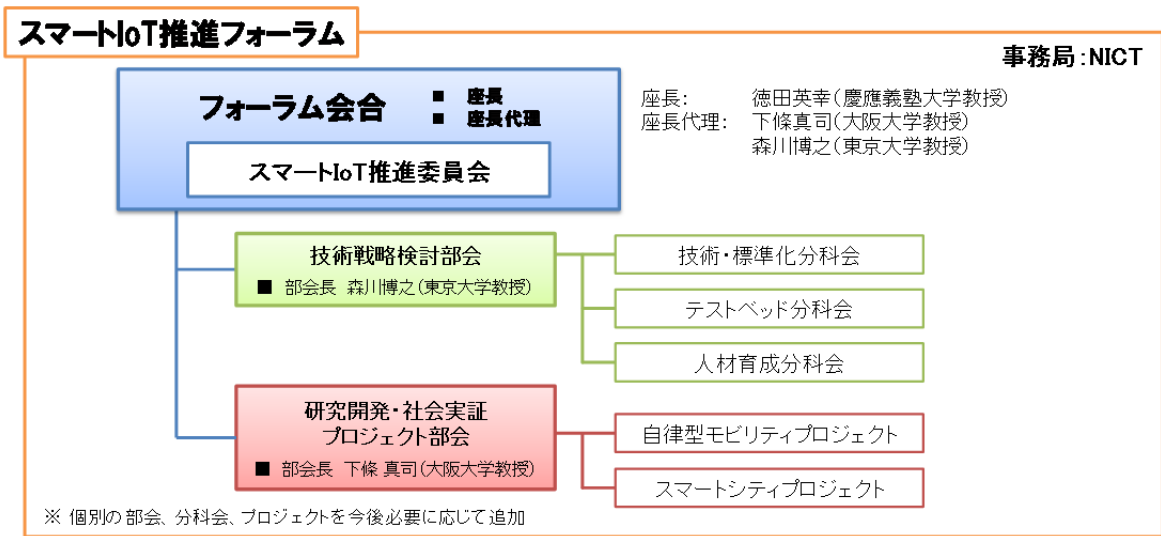 スマートIoT推進フォーラム
事務局:NICT
フォーラム会合
■ 座長
■ 座長代理
スマートIoT推進委員会
座長: 徳田英幸(慶應義塾大学教授)
座長代理: 下條真司(大阪大学教授)
森川博之(東京大学教授)
技術戦略検討部会
■ 部会長 森川博之(東京大学教授)
技術・標準化分科会
テストベッド分科会
人材育成分科会
研究開発・社会実証
プロジェクト部会
■ 部会長 下條 真司(大阪大学教授)
自律型モビリティプロジェクト
スマートシティプロジェクト
※ 個別の部会、分科会、プロジェクトを今後必要に応じて追加